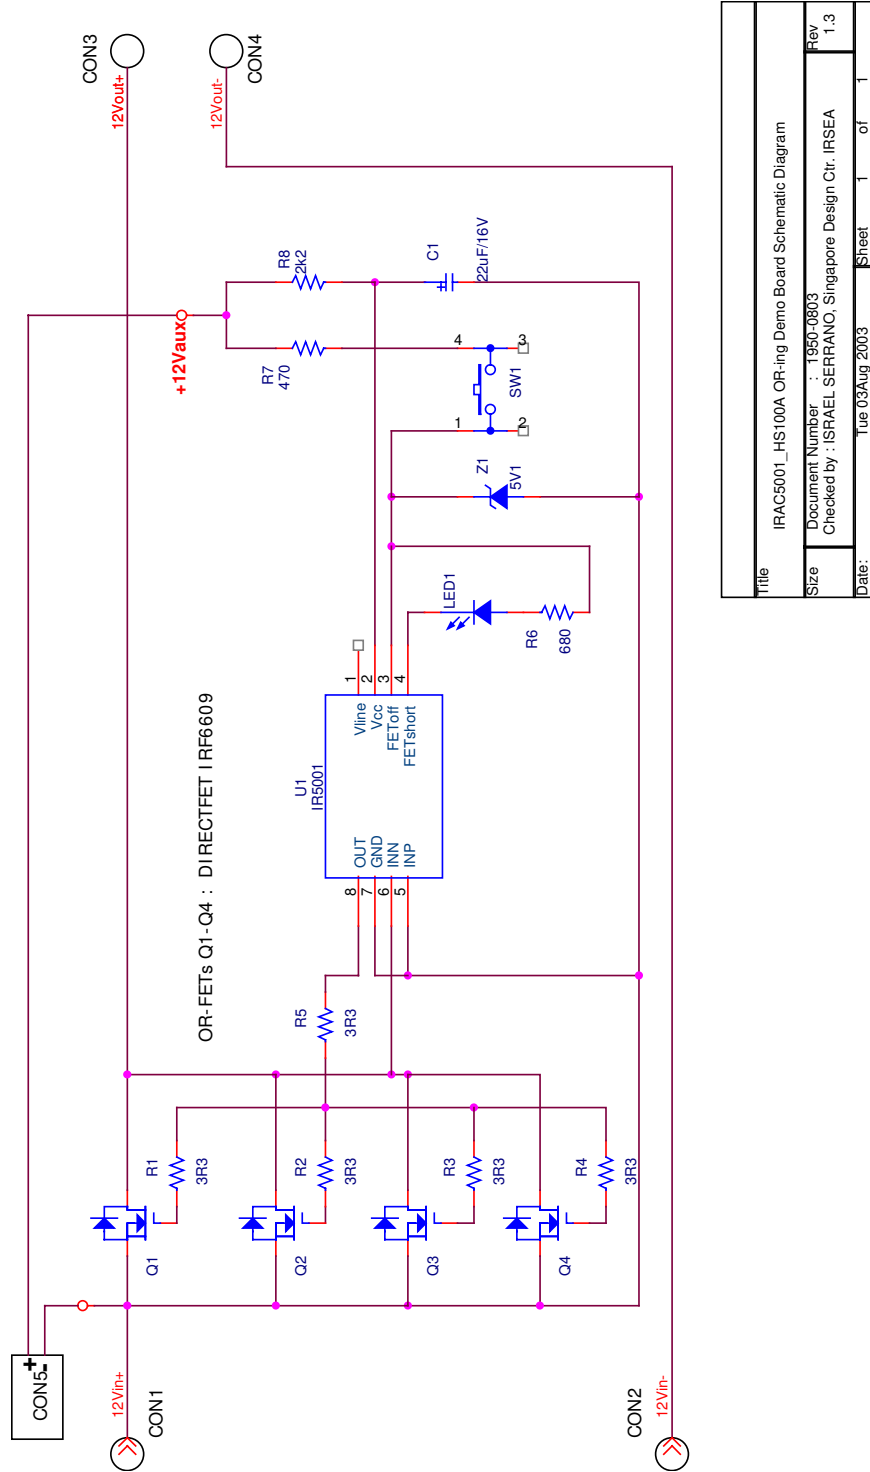 CON3
CON4
12Vout+
12Vout-
R8
2k2
C1
22uF/16V
+12Vaux
R7
470
4
3
SW1
1
2
Z1
5V1
LED1
R6
680
1
2
3
4
Vline
Vcc
FEToff
FETshort
U1
IR5001
OUT
GND
INN
INP
8
7
6
5
OR-FETs Q1-Q4 : DIRECTFET IRF6609
R5
3R3
R1
3R3
R2
3R3
R3
3R3
R4
3R3
Q1
Q2
Q3
Q4
CON5
+
-
12Vin+
CON1
CON2
12Vin-
Title
IRAC5001_HS100A OR-ing Demo Board Schematic Diagram
Size
Document Number : 1950-0803
Checked by : ISRAEL SERRANO, Singapore Design Ctr. IRSEA
Rev
1.3
Date: Tue 03Aug 2003 Sheet 1 of 1